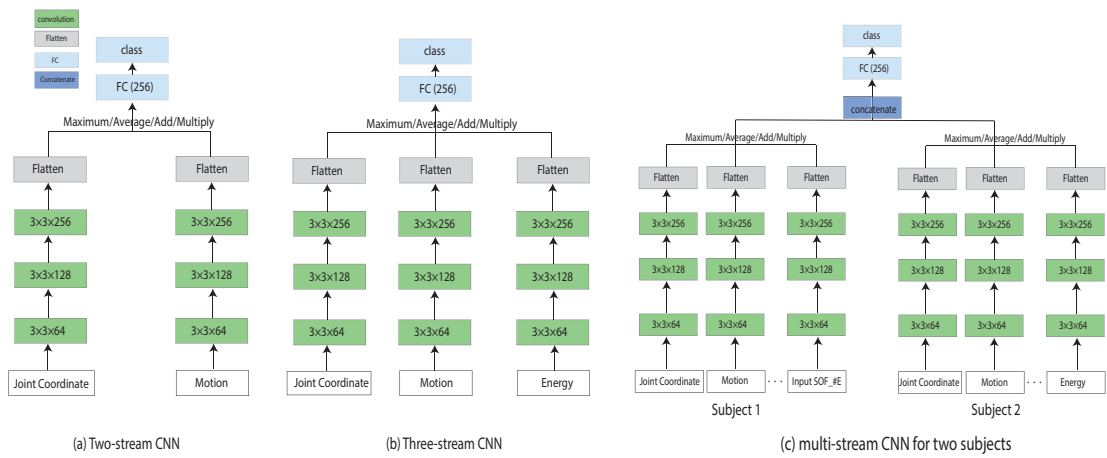 convolution
Flatten
FC
Concatenate
class
FC (256)
Maximum/Average/Add/Multiply
Flatten
Flatten
3×3×256
3×3×256
3×3×128
3×3×128
3×3×64
3×3×64
Joint Coordinate
Motion
(a) Two-stream CNN
class
FC (256)
Maximum/Average/Add/Multiply
Flatten
Flatten
Flatten
3×3×256
3×3×256
3×3×256
3×3×128
3×3×128
3×3×128
3×3×64
3×3×64
3×3×64
Joint Coordinate
Motion
Energy
(b) Three-stream CNN
class
FC (256)
concatenate
Maximum/Average/Add/Multiply
Maximum/Average/Add/Multiply
Flatten
Flatten
Flatten
Flatten
Flatten
Flatten
3×3×256
3×3×256
3×3×256
3×3×256
3×3×256
3×3×256
3×3×128
3×3×128
3×3×128
3×3×128
3×3×128
3×3×128
3×3×64
3×3×64
3×3×64
3×3×64
3×3×64
3×3×64
Joint Coordinate
Motion
· · ·
Input SOF_#E
Joint Coordinate
Motion
· · ·
Energy
Subject 1
Subject 2
(c) multi-stream CNN for two subjects